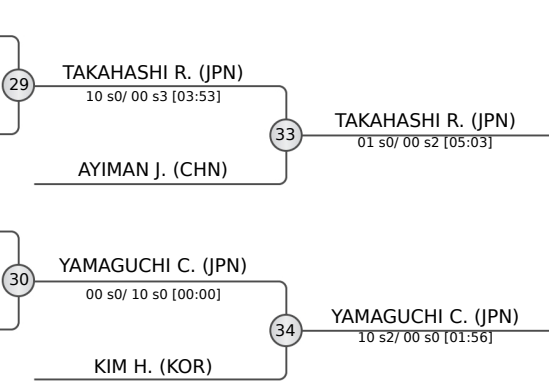 29
TAKAHASHI R. (JPN)
10 s0/ 00 s3 [03:53]
33
TAKAHASHI R. (JPN)
01 s0/ 00 s2 [05:03]
AYIMAN J. (CHN)
30
YAMAGUCHI C. (JPN)
00 s0/ 10 s0 [00:00]
34
YAMAGUCHI C. (JPN)
10 s2/ 00 s0 [01:56]
KIM H. (KOR)